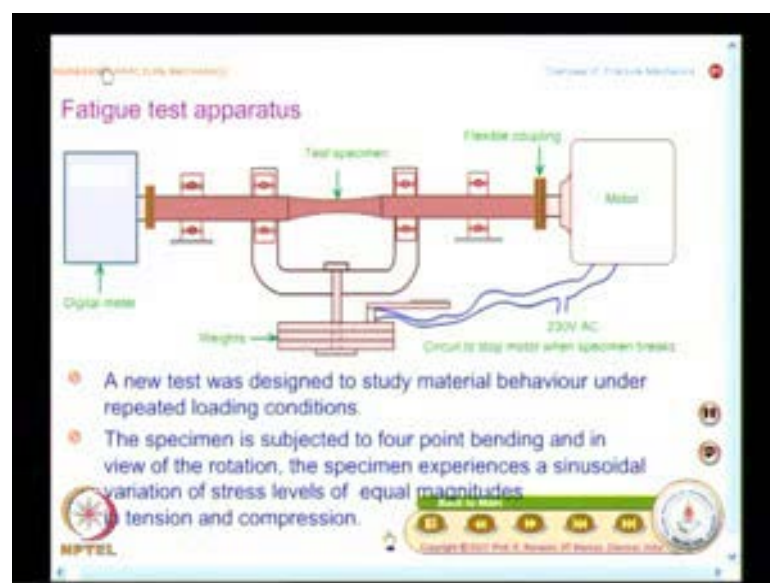 Fatigue test apparatus
Flexible coupling
Test specimen
Motor
Digital meter
Weights
230V AC
Circuit to stop motor when specimen breaks
A new test was designed to study material behaviour under
repeated loading conditions.
The specimen is subjected to four point bending and in
view of the rotation, the specimen experiences a sinusoidal
variation of stress levels of equal magnitudes
in tension and compression.
NPTEL